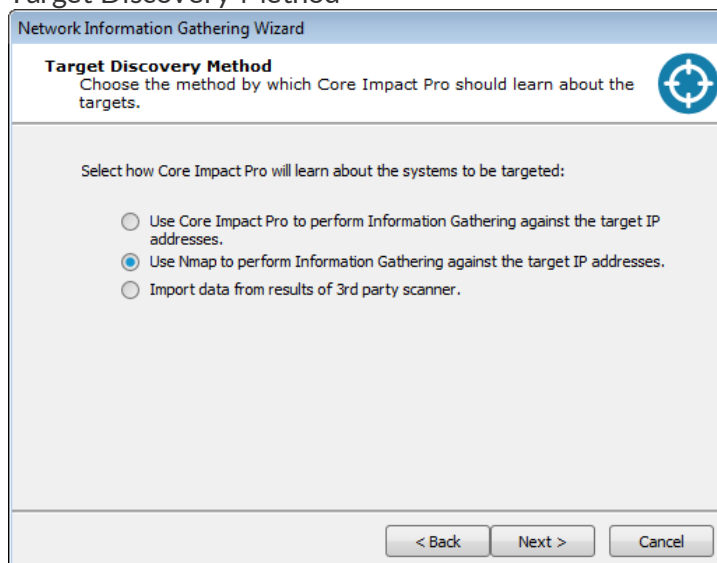 Target Discovery Method
Network Information Gathering Wizard
Target Discovery Method
Choose the method by which Core Impact Pro should learn about the
targets.
Select how Core Impact Pro will learn about the systems to be targeted:
Use Core Impact Pro to perform Information Gathering against the target IP
addresses.
Use Nmap to perform Information Gathering against the target IP addresses.
Import data from results of 3rd party scanner.
< Back Next > Cancel